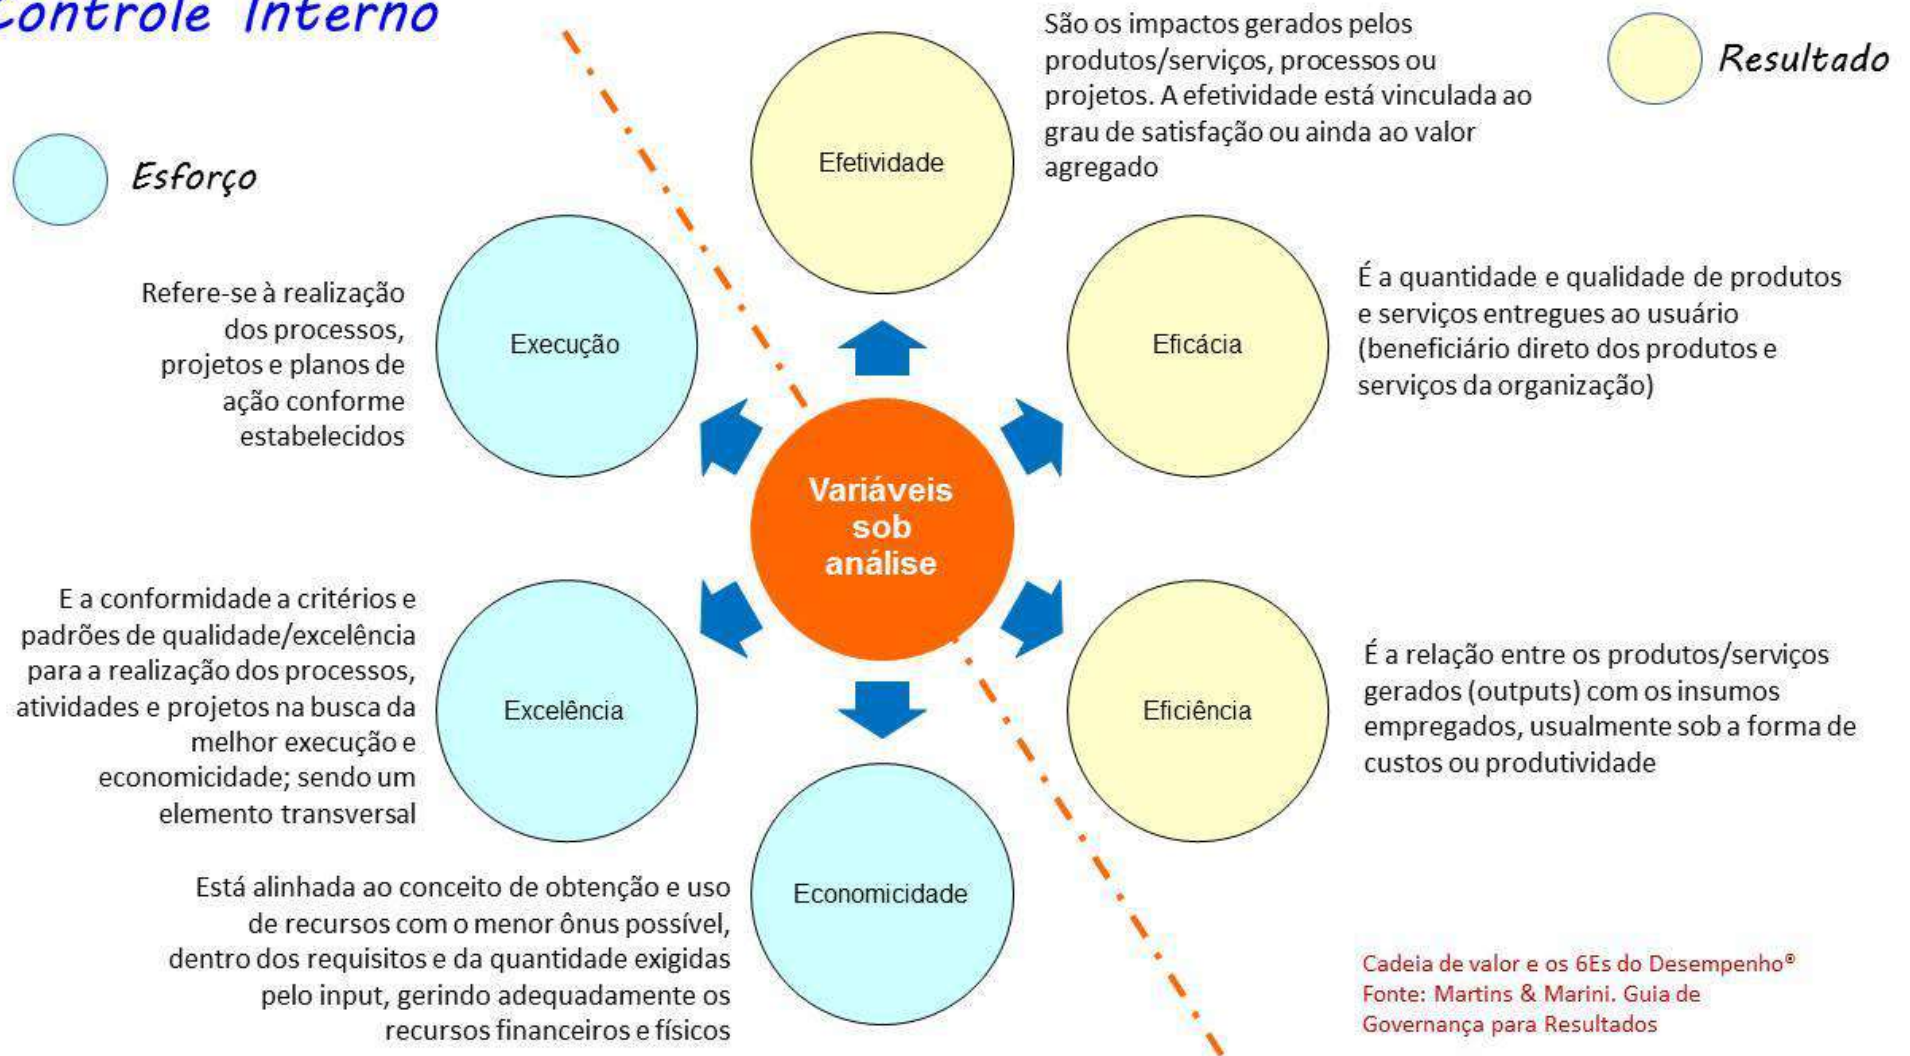 Controle Interno
São os impactos gerados pelos
produtos/serviços, processos ou
projetos. A efetividade está vinculada ao
grau de satisfação ou ainda ao valor
agregado
Resultado
Esforço
Efetividade
Refere-se à realização
dos processos,
projetos e planos de
ação conforme
estabelecidos
Execução
Eficácia
É a quantidade e qualidade de produtos
e serviços entregues ao usuário
(beneficiário direto dos produtos e
serviços da organização)
Variáveis
sob
análise
E a conformidade a critérios e
padrões de qualidade/excelência
para a realização dos processos,
atividades e projetos na busca da
melhor execução e
economicidade; sendo um
elemento transversal
Excelência
Eficiência
É a relação entre os produtos/serviços
gerados (outputs) com os insumos
empregados, usualmente sob a forma de
custos ou produtividade
Está alinhada ao conceito de obtenção e uso
de recursos com o menor ônus possível,
dentro dos requisitos e da quantidade exigidas
pelo input, gerindo adequadamente os
recursos financeiros e físicos
Economicidade
Cadeia de valor e os 6Es do Desempenho®
Fonte: Martins & Marini. Guia de
Governança para Resultados